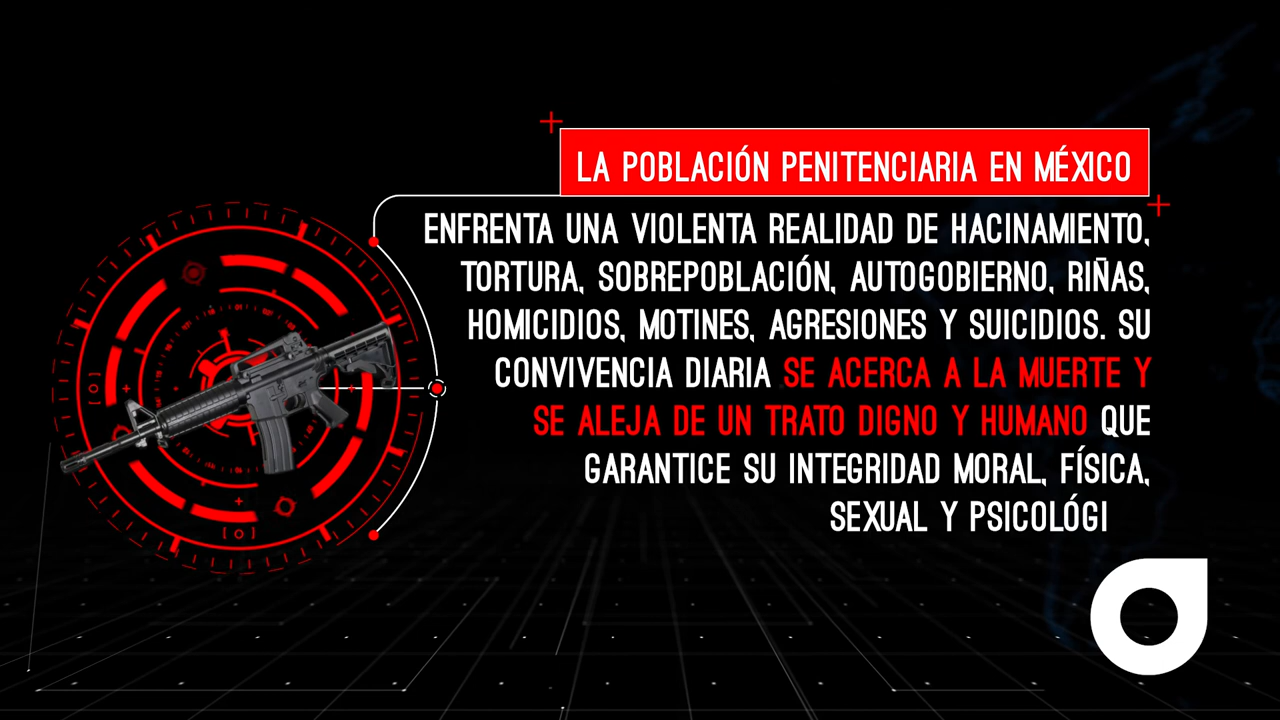 LA POBLACIÓN PENITENCIARIA EN MÉXICO
ENFRENTA UNA VIOLENTA REALIDAD DE HACINAMIENTO,
TORTURA, SOBREPOBLACIÓN, AUTOGOBIERNO, RIÑAS,
HOMICIDIOS, MOTINES, AGRESIONES Y SUICIDIOS. SU
CONVIVENCIA DIARIA SE ACERCA A LA MUERTE Y
SE ALEJA DE UN TRATO DIGNO Y HUMANO QUE
GARANTICE SU INTEGRIDAD MORAL, FÍSICA,
SEXUAL Y PSICOLÓGI